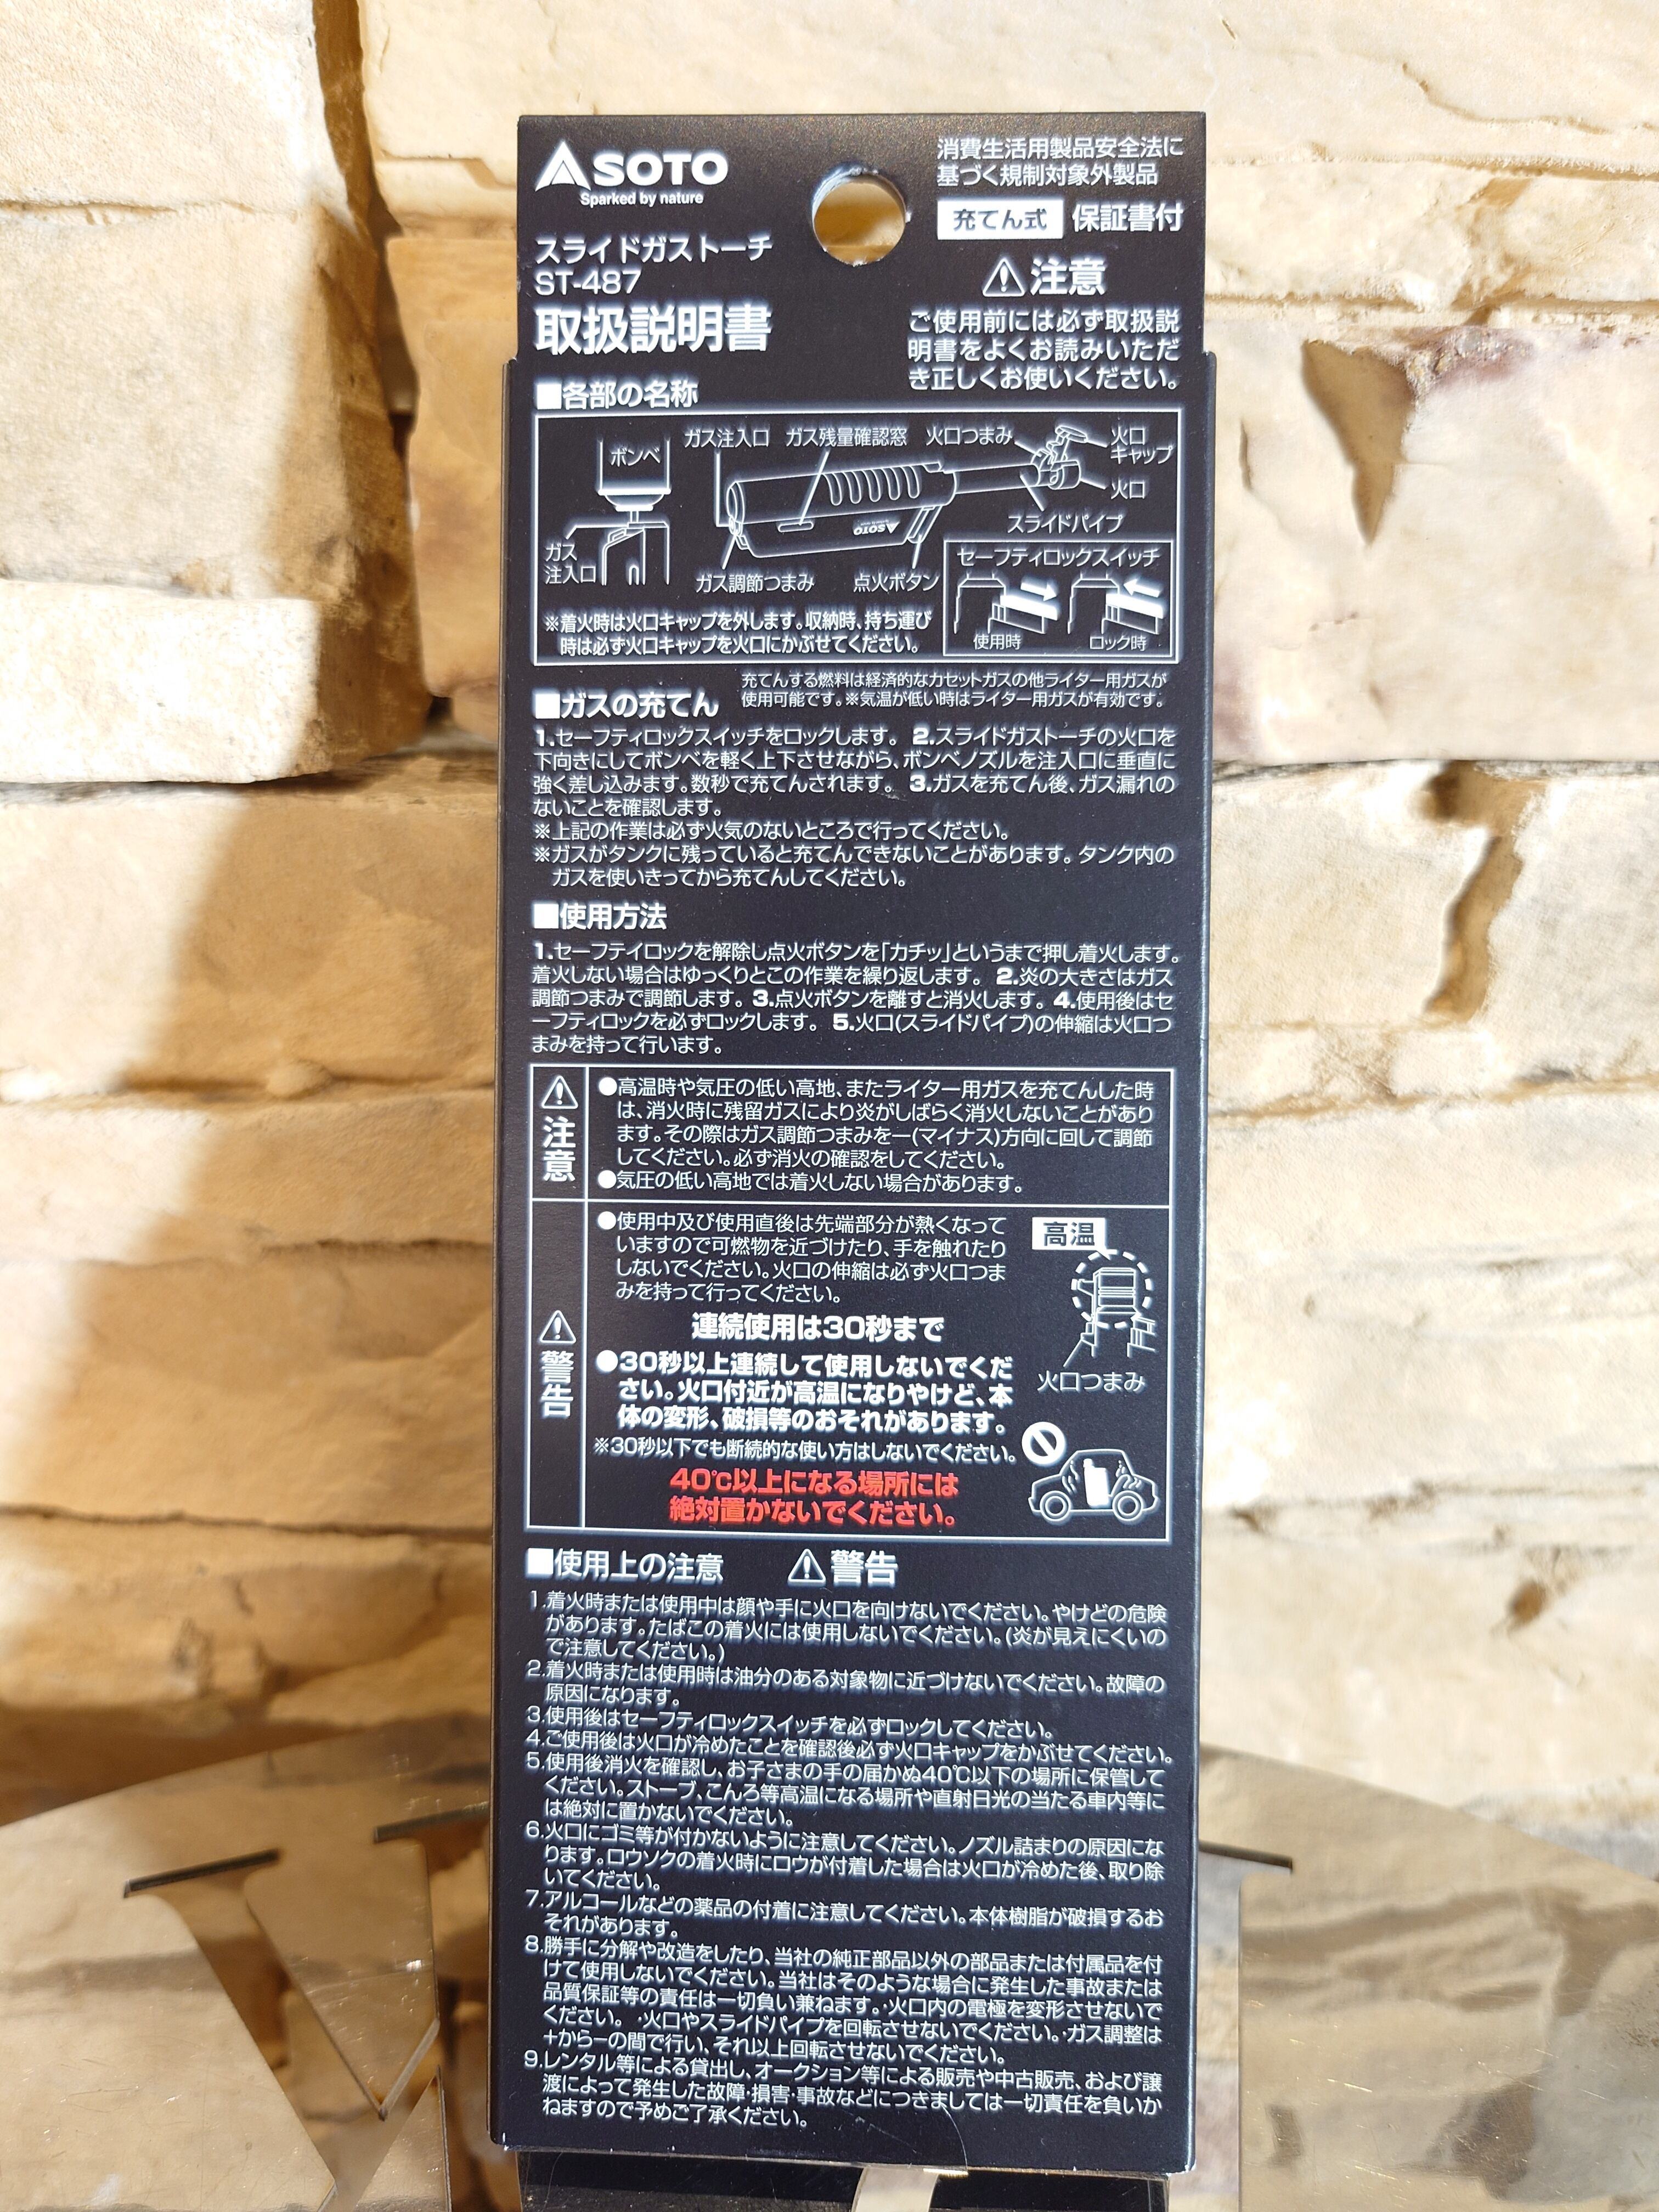 SOTO
Sparked by nature
スライドガストーチ
ST-487
取扱説明書
消費生活用製品安全法に
基づく規制対象外製品
充てん式 保証書付
注意
ご使用前には必ず取扱説
明書をよくお読みいただ
き正しくお使いください。
■各部の名称
ボンベ
ガス注入口 ガス残量確認窓 火口つまみ
火口
キャップ
火口
スライドパイプ
SOTO
ガス
注入口
ガス調節つまみ 点火ボタン
セーフティロックスイッチ
使用時 ロック時
※着火時は火口キャップを外します。収納時、持ち運び
時は必ず火口キャップを火口にかぶせてください。
■ガスの充てん
充てんする燃料は経済的なカセットガスの他ライター用ガスが
使用可能です。※気温が低い時はライター用ガスが有効です。
1.セーフティロックスイッチをロックします。 2.スライドガストーチの火口を
下向きにしてボンベを軽く上下させながら、ボンベノズルを注入口に垂直に
強く差し込みます。数秒で充てんされます。 3.ガスを充てん後、ガス漏れの
ないことを確認します。
※上記の作業は必ず火気のないところで行ってください。
※ガスがタンクに残っていると充てんできないことがあります。タンク内の
ガスを使いきってから充てんしてください。
■使用方法
1.セーフテイロックを解除し点火ボタンを「カチッ」というまで押し着火します。
着火しない場合はゆっくりとこの作業を繰り返します。 2.炎の大きさはガス
調節つまみで調節します。 3.点火ボタンを離すと消火します。 4.使用後はセ
ーフティロックを必ずロックします。 5.火口(スライドパイプ)の伸縮は火口つ
まみを持って行います。
注意
●高温時や気圧の低い高地、またライター用ガスを充てんした時
は、消火時に残留ガスにより炎がしばらく消火しないことがあり
ます。その際はガス調節つまみを−(マイナス)方向に回して調節
してください。必ず消火の確認をしてください。
●気圧の低い高地では着火しない場合があります。
警告
●使用中及び使用直後は先端部分が熱くなって
いますので可燃物を近づけたり、手を触れたり
しないでください。火口の伸縮は必ず火口つま
みを持って行ってください。
高温
火口つまみ
連続使用は30秒まで
●30秒以上連続して使用しないでくだ
さい。火口付近が高温になりやけど、本
体の変形、破損等のおそれがあります。
※30秒以下でも断続的な使い方はしないでください。
40℃以上になる場所には
絶対置かないでください。
■使用上の注意 警告
1.着火時または使用中は顔や手に火口を向けないでください。やけどの危険
があります。たばこの着火には使用しないでください。(炎が見えにくいの
で注意してください。)
2.着火時または使用時は油分のある対象物に近づけないでください。故障の
原因になります。
3.使用後はセーフティロックスイッチを必ずロックしてください。
4.ご使用後は火口が冷めたことを確認後必ず火口キャップをかぶせてください。
5.使用後消火を確認し、お子さまの手の届かぬ40℃以下の場所に保管して
ください。ストーブ、こんろ等高温になる場所や直射日光の当たる車内等に
は絶対に置かないでください。
6.火口にゴミ等が付かないように注意してください。ノズル詰まりの原因にな
ります。ロウソクの着火時にロウが付着した場合は火口が冷めた後、取り除
いてください。
7.アルコールなどの薬品の付着に注意してください。本体樹脂が破損するお
それがあります。
8.勝手に分解や改造をしたり、当社の純正部品以外の部品または付属品を付
けて使用しないでください。当社はそのような場合に発生した事故または
品質保証等の責任は一切負い兼ねます。・火口内の電極を変形させないで
ください。 ・火口やスライドパイプを回転させないでください。・ガス調整は
+から−の間で行い、それ以上回転させないでください。
9.レンタル等による貸出し、オークション等による販売や中古販売、および譲
渡によって発生した故障・損害・事故などにつきましては一切責任を負いか
ねますので予めご了承ください。